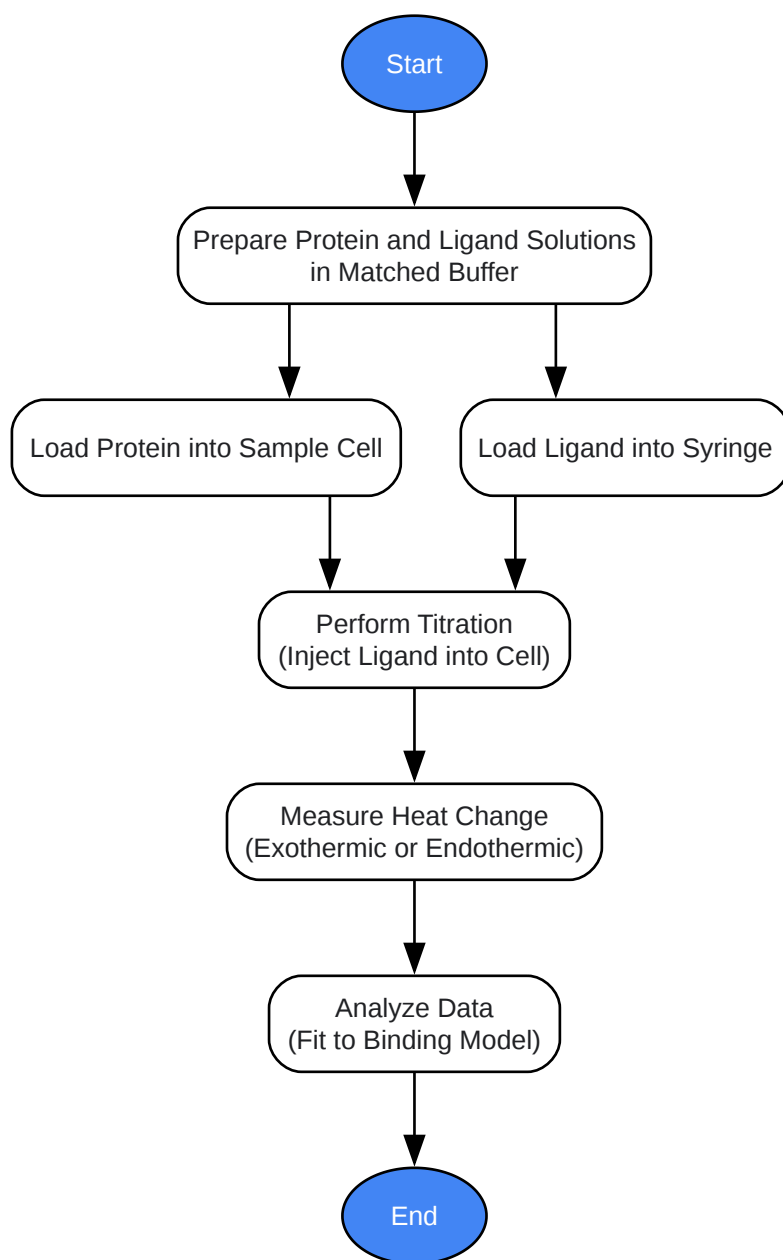 Start
Prepare Protein and Ligand Solutions
in Matched Buffer
Load Protein into Sample Cell
Load Ligand into Syringe
Perform Titration
(Inject Ligand into Cell)
Measure Heat Change
(Exothermic or Endothermic)
Analyze Data
(Fit to Binding Model)
End